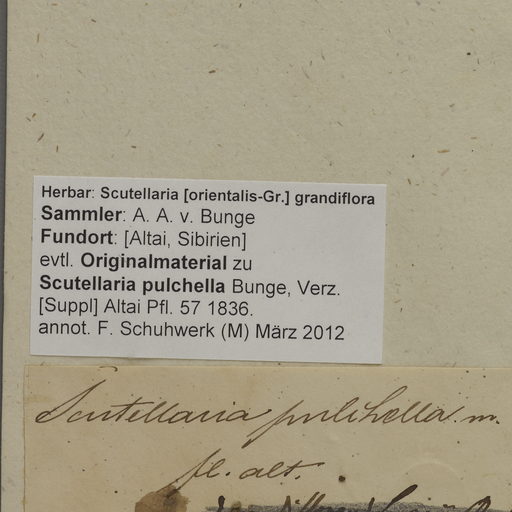 Herbar: Scutellaria [orientalis-Gr.] grandiflora
Sammler: A. A. v. Bunge
Fundort: [Altai, Sibirien]
evtl. Originalmaterial zu
Scutellaria pulchella Bunge, Verz.
[Suppl] Altai Pfl. 57 1836.
annot. F. Schuhwerk (M) März 2012
Scutellaria pulchella. m.
fl. alt.